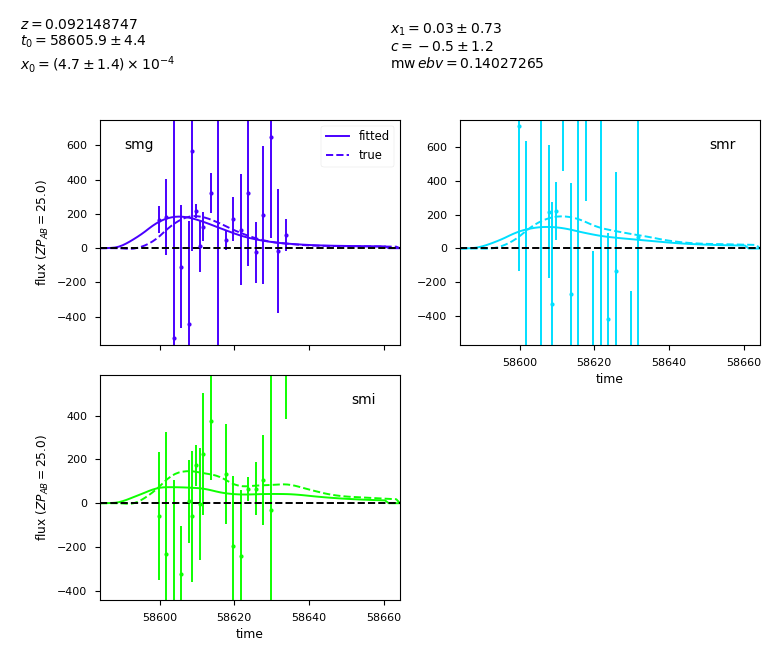 z = 0.092148747
t₀ = 58605.9 ± 4.4
x₀ = (4.7 ± 1.4) × 10⁻⁴
x₁ = 0.03 ± 0.73
c = −0.5 ± 1.2
mw ebv = 0.14027265
smg
fitted
true
600
400
200
0
−200
−400
flux (ZP_AB = 25.0)
smr
600
400
200
0
−200
−400
58600 58620 58640 58660
time
smi
400
200
0
−200
−400
flux (ZP_AB = 25.0)
58600 58620 58640 58660
time